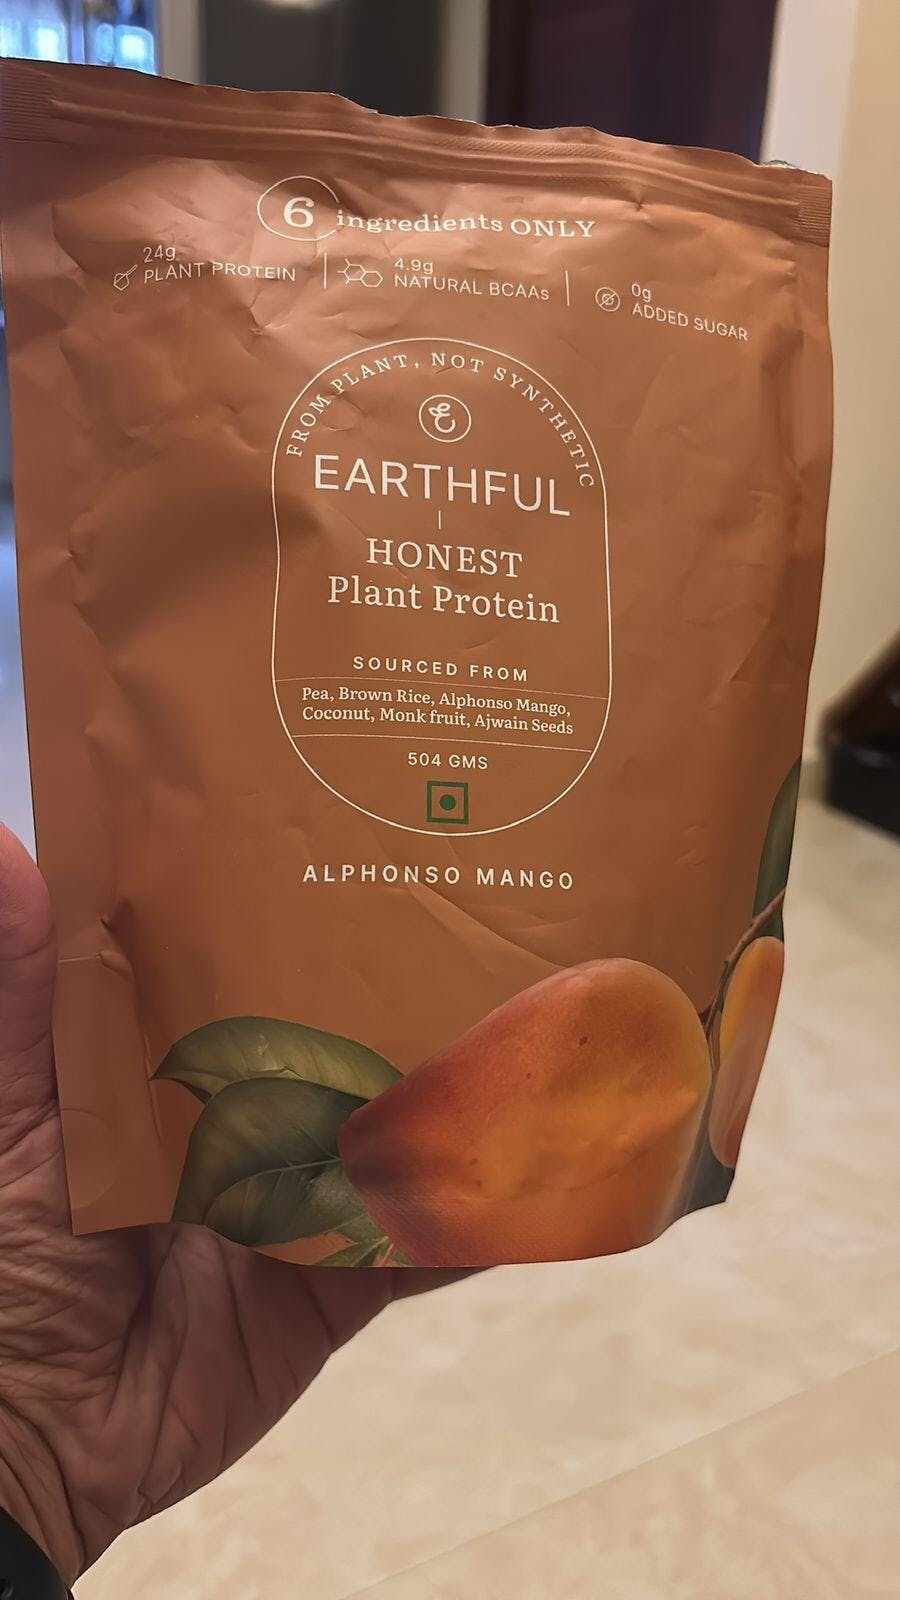 6 ingredients ONLY
24g
PLANT PROTEIN
4.9g
NATURAL BCAAs
0g
ADDED SUGAR
FROM PLANT, NOT SYNTHETIC
EARTHFUL
HONEST
Plant Protein
SOURCED FROM
Pea, Brown Rice, Alphonso Mango,
Coconut, Monk fruit, Ajwain Seeds
504 GMS
ALPHONSO MANGO